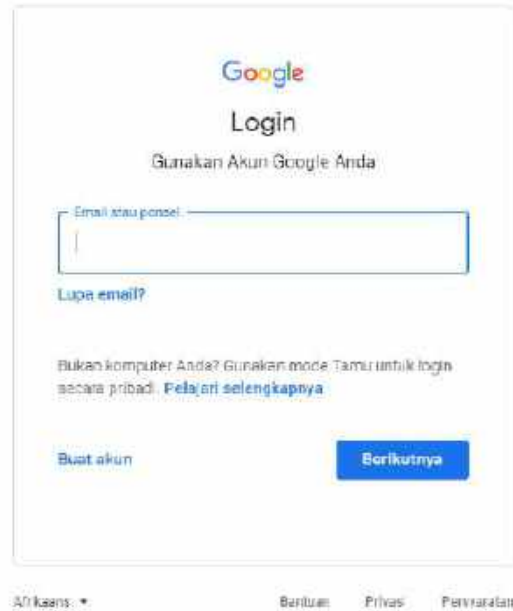 Google
Login
Gunakan Akun Google Anda
Email atau ponsel
Lupa email?
Bukan komputer Anda? Gunakan mode Tamu untuk login
secara pribadi. Pelajari selengkapnya
Buat akun Berikutnya
Afrikaans Bantuan Privasi Persyaratan